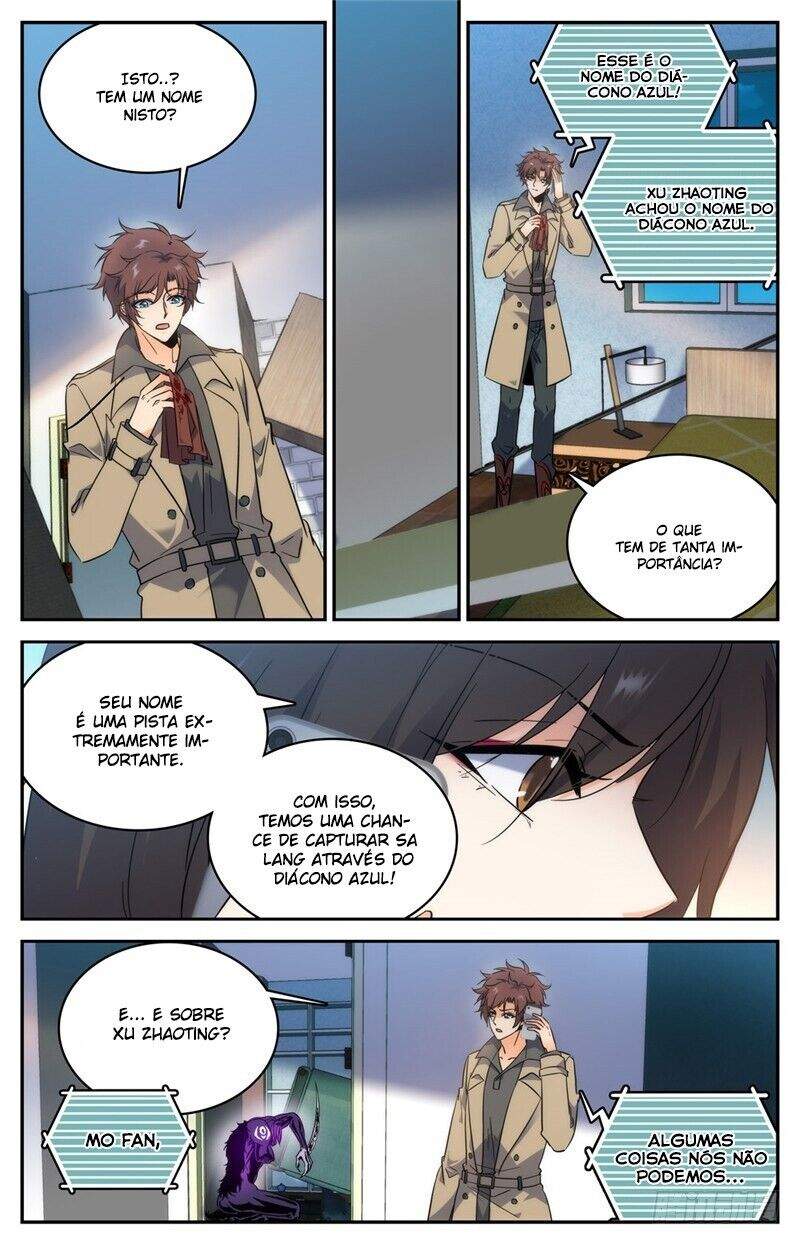 ISTO..?
TEM UM NOME
NISTO?
ESSE É O
NOME DO DIÁ-
CONO AZUL!
XU ZHAOTING
ACHOU O NOME DO
DIÁCONO AZUL.
O QUE
TEM DE TANTA IM-
PORTÂNCIA?
SEU NOME
É UMA PISTA EX-
TREMAMENTE IM-
PORTANTE.
COM ISSO,
TEMOS UMA CHAN-
CE DE CAPTURAR SA
LANG ATRAVÉS DO
DIÁCONO AZUL!
E... E SOBRE
XU ZHAOTING?
MO FAN,
ALGUMAS
COISAS NÓS NÃO
PODEMOS...